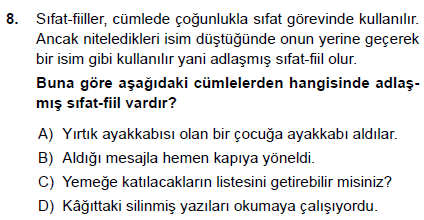 8. Sıfat-fiiller, cümlede çoğunlukla sıfat görevinde kullanılır.
Ancak niteledikleri isim düştüğünde onun yerine geçerek
bir isim gibi kullanılır yani adlaşmış sıfat-fiil olur.
Buna göre aşağıdaki cümlelerden hangisinde adlaş-
mış sıfat-fiil vardır?
A) Yırtık ayakkabısı olan bir çocuğa ayakkabı aldılar.
B) Aldığı mesajla hemen kapıya yöneldi.
C) Yemeğe katılacakların listesini getirebilir misiniz?
D) Kâğıttaki silinmiş yazıları okumaya çalışıyordu.